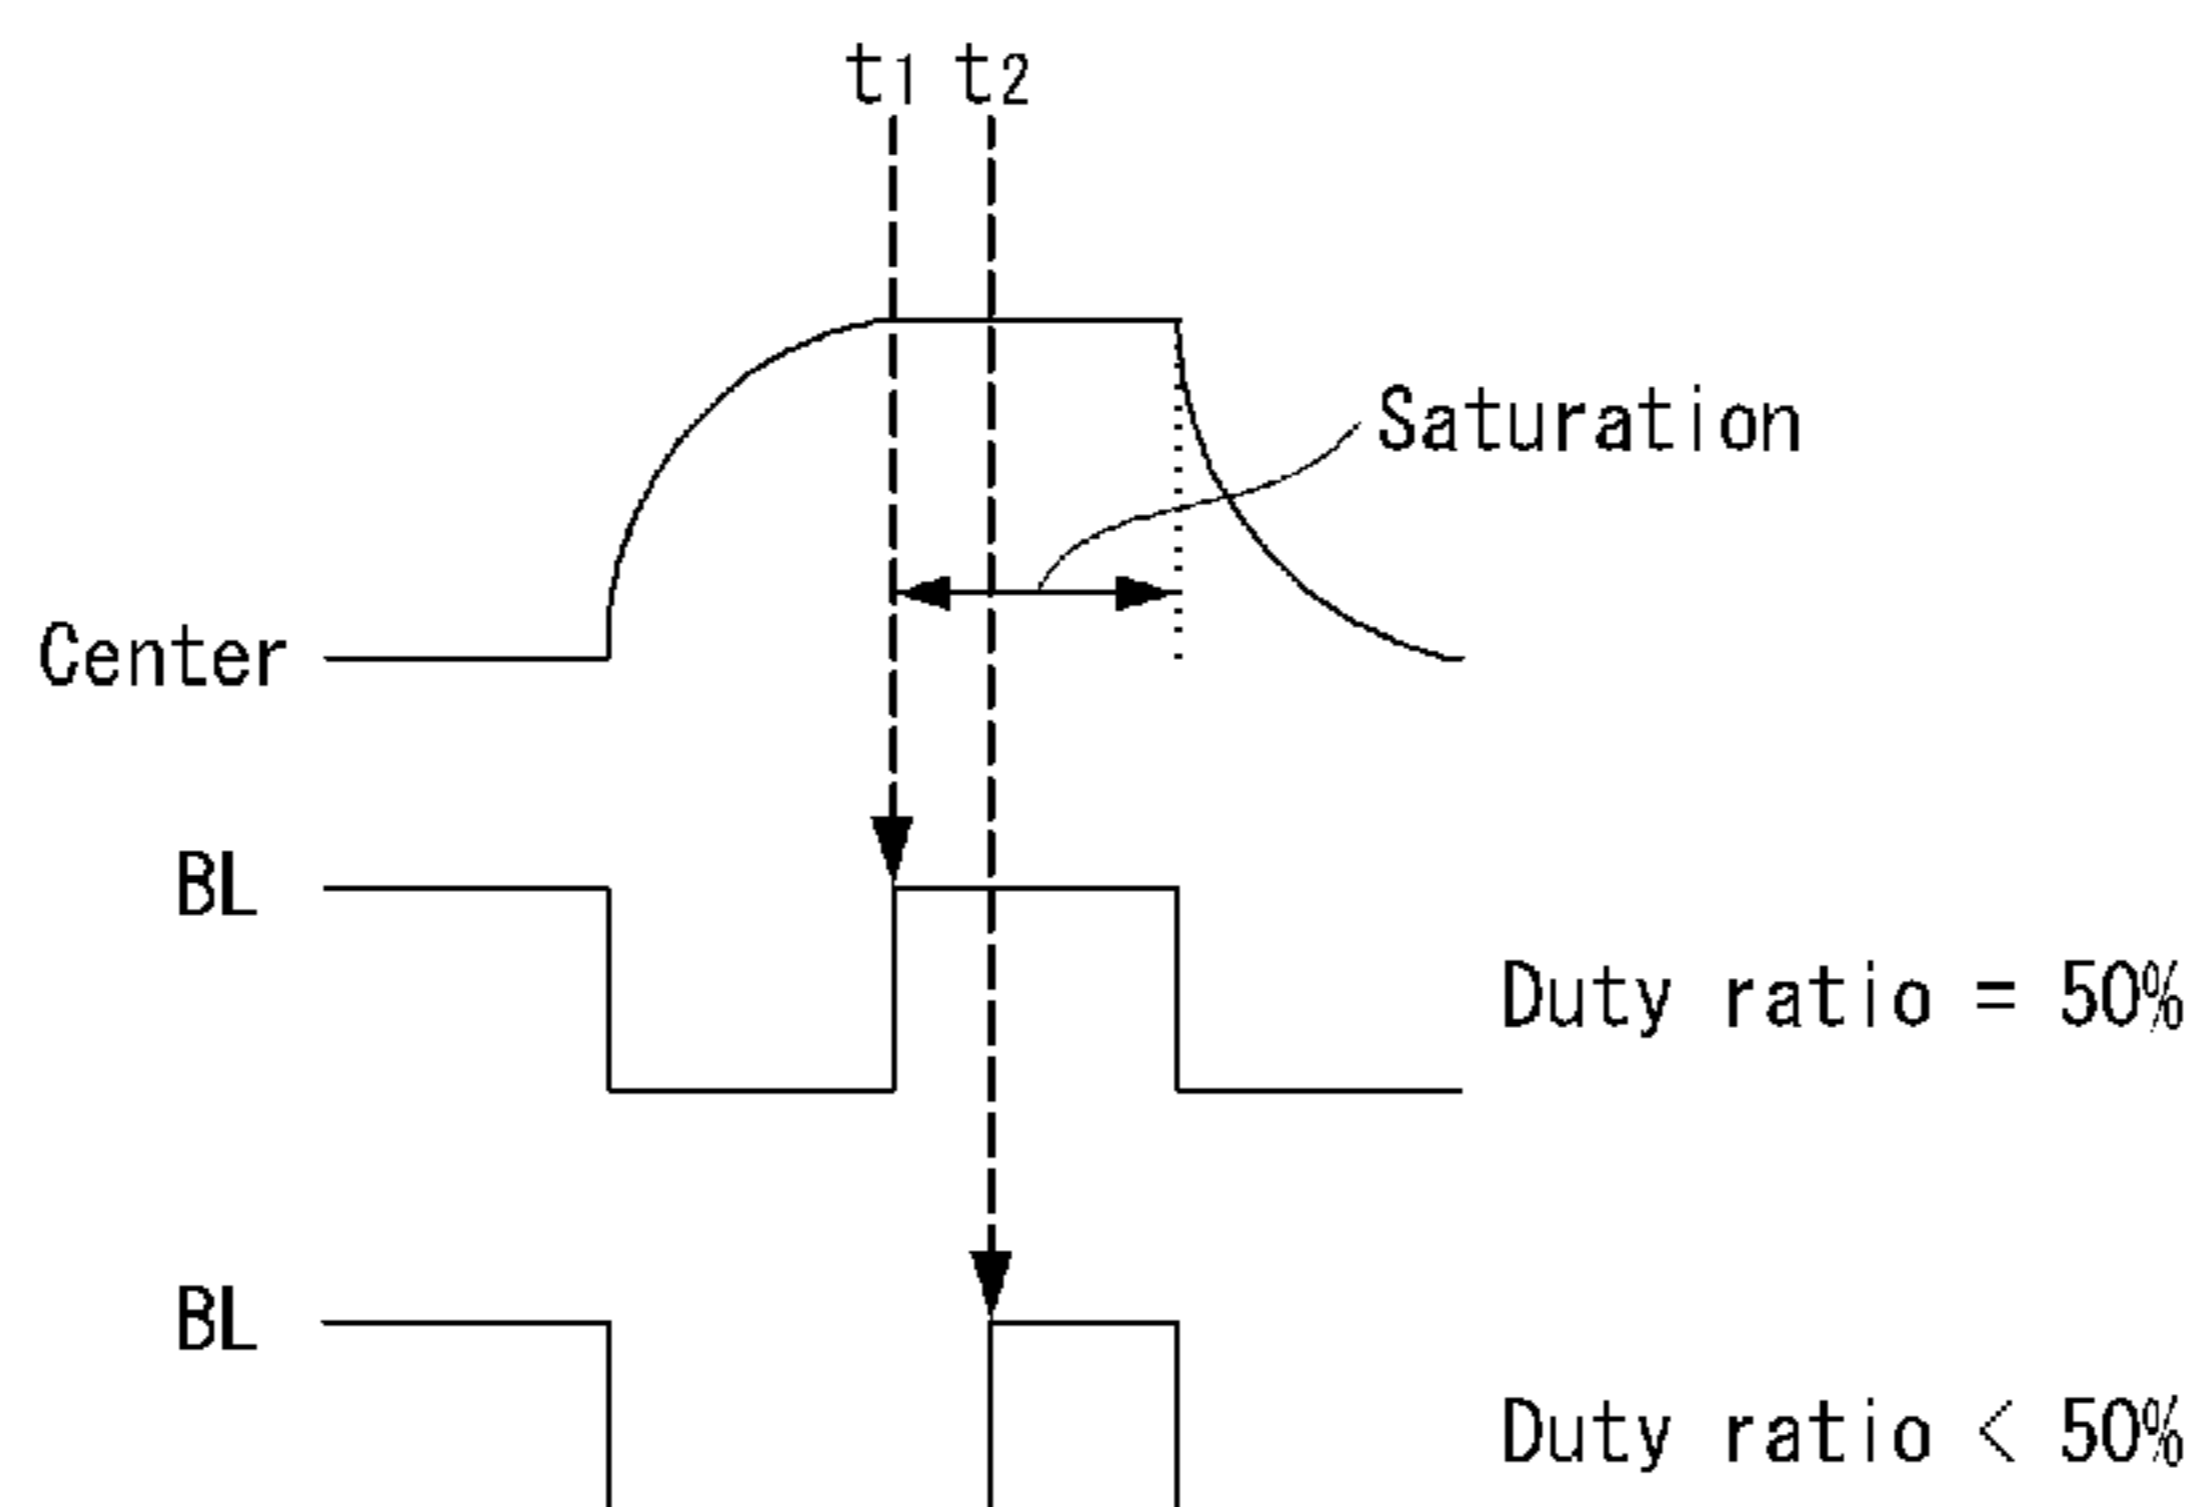 t1 t2
Saturation
Center
BL
Duty ratio = 50%
BL
Duty ratio < 50%